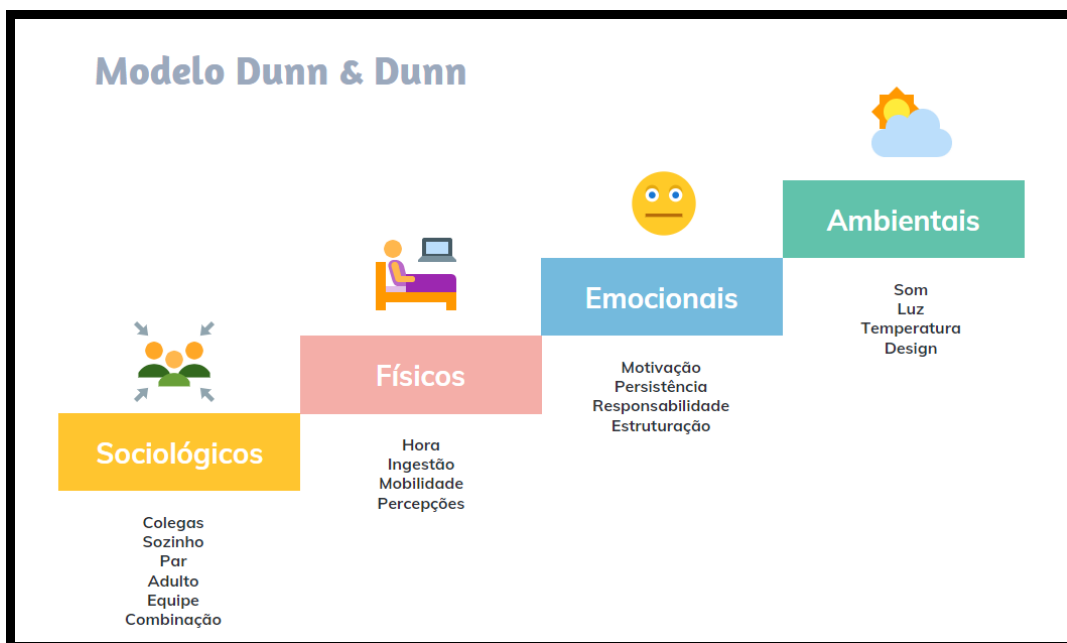 Modelo Dunn & Dunn
Sociológicos
Colegas
Sozinho
Par
Adulto
Equipe
Combinação
Físicos
Hora
Ingestão
Mobilidade
Percepções
Emocionais
Motivação
Persistência
Responsabilidade
Estruturação
Ambientais
Som
Luz
Temperatura
Design